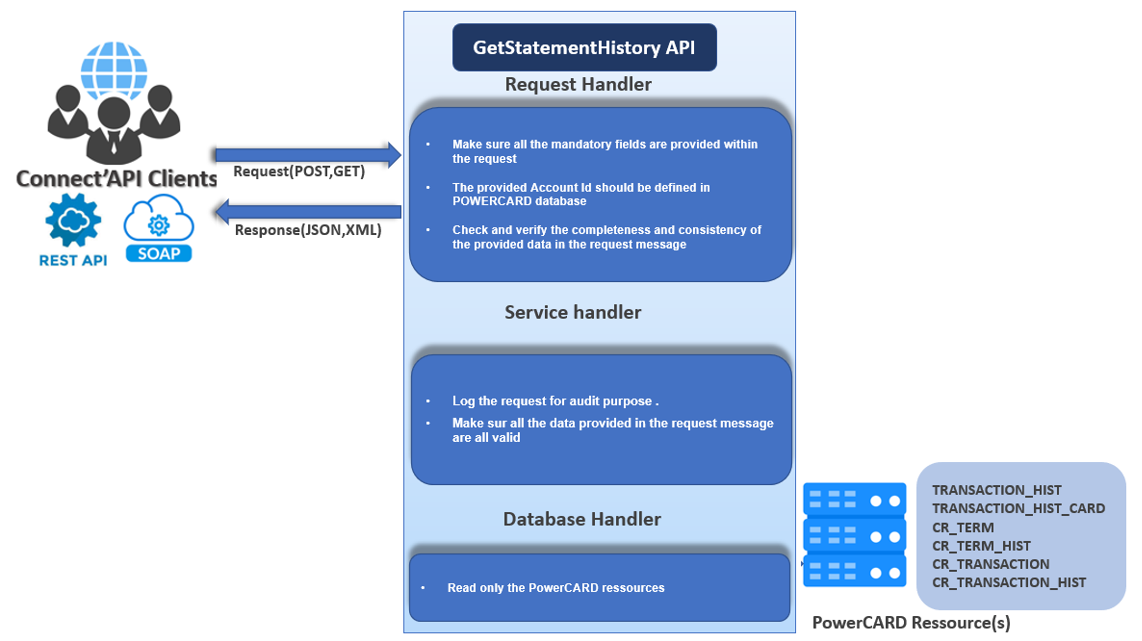 GetStatementHistory API
Request Handler
• Make sure all the mandatory fields are provided within
the request
• The provided Account Id should be defined in
POWERCARD database
• Check and verify the completeness and consistency of
the provided data in the request message
Connect'API Clients
REST API
SOAP
Request(POST,GET)
Response(JSON,XML)
Service handler
• Log the request for audit purpose .
• Make sur all the data provided in the request message
are all valid
Database Handler
• Read only the PowerCARD ressources
TRANSACTION_HIST
TRANSACTION_HIST_CARD
CR_TERM
CR_TERM_HIST
CR_TRANSACTION
CR_TRANSACTION_HIST
PowerCARD Ressource(s)